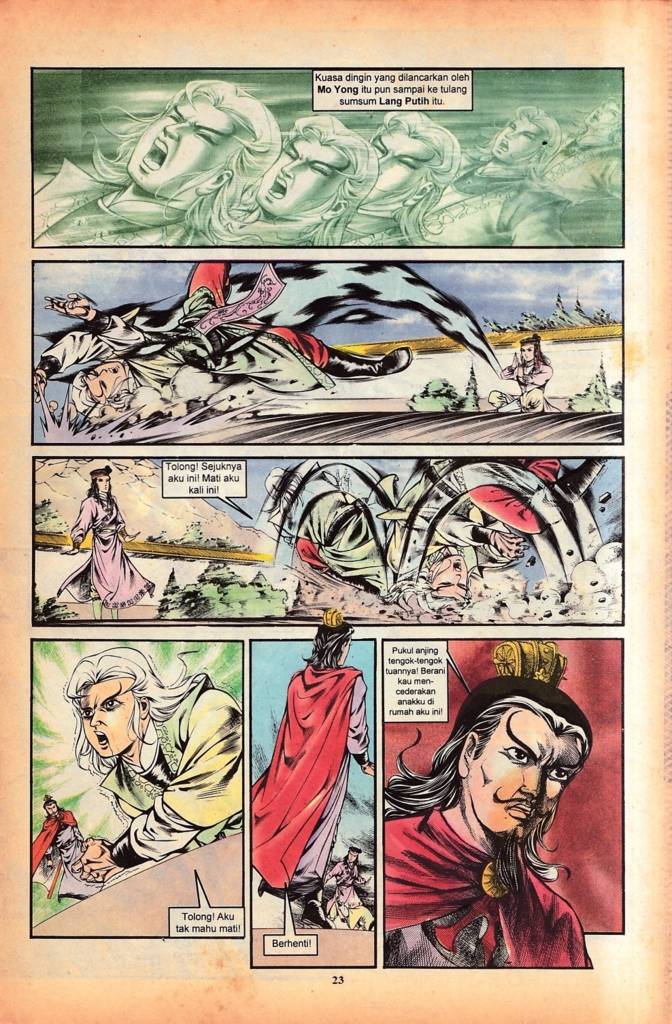 Kuasa dingin yang dilancarkan oleh
Mo Yong itu pun sampai ke tulang
sumsum Lang Putih itu.
Tolong! Sejuknya
aku ini! Mati aku
kali ini!
Tolong! Aku
tak mahu mati!
Berhenti!
Pukul anjing
tengok-tengok
tuannya! Berani
kau men-
cederakan
anakku di
rumah aku ini!
23